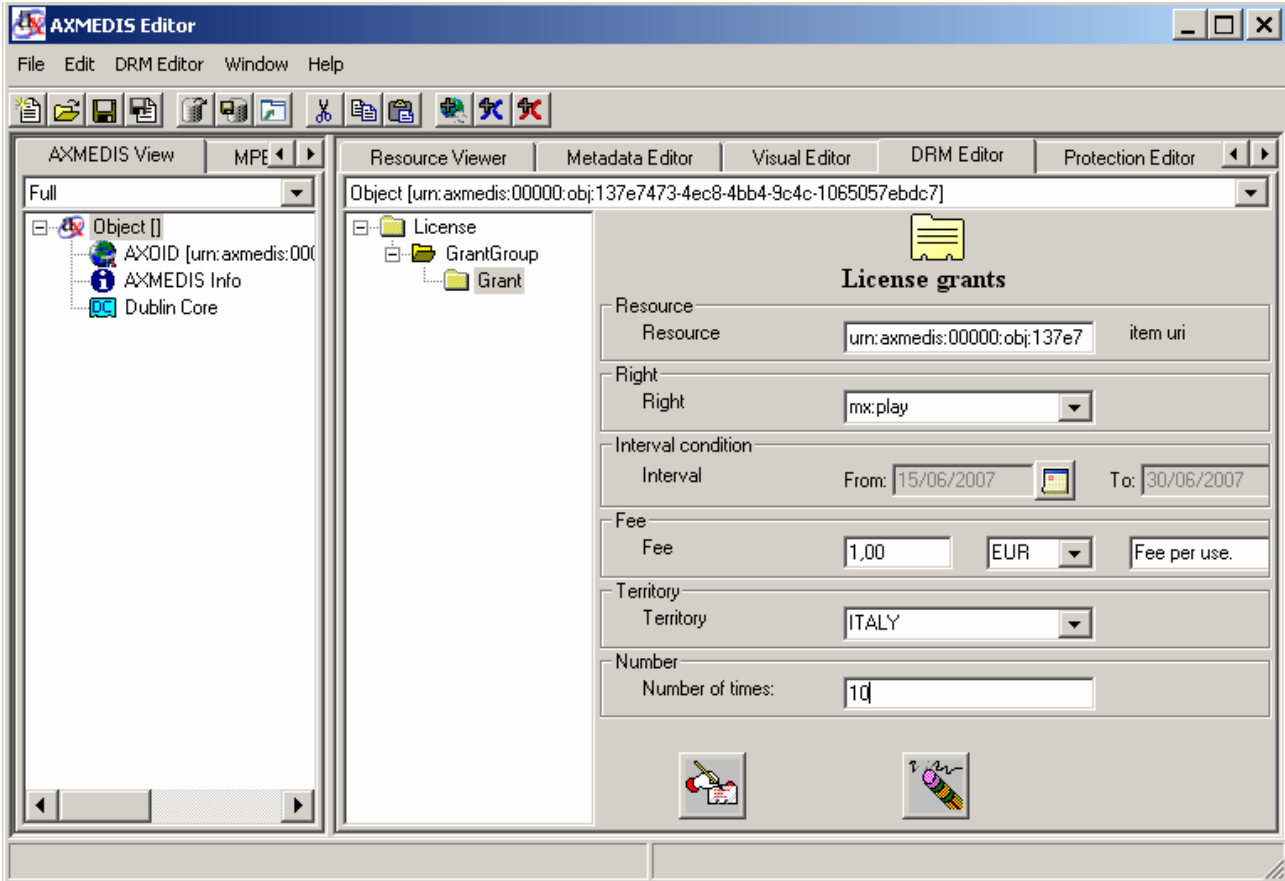 AXMEDIS Editor
File Edit DRM Editor Window Help
AXMEDIS View MPE
Resource Viewer Metadata Editor Visual Editor DRM Editor Protection Editor
Full
Object [urn:axmedis:00000:obj:137e7473-4ec8-4bb4-9c4c-1065057ebdc7]
Object []
AXOID [urn:axmedis:00(
AXMEDIS Info
DC Dublin Core
License
GrantGroup
Grant
License grants
Resource
Resource urn:axmedis:00000:obj:137e7 item uri
Right
Right mx:play
Interval condition
Interval From: 15/06/2007 To: 30/06/2007
Fee
Fee 1,00 EUR Fee per use.
Territory
Territory ITALY
Number
Number of times: 10